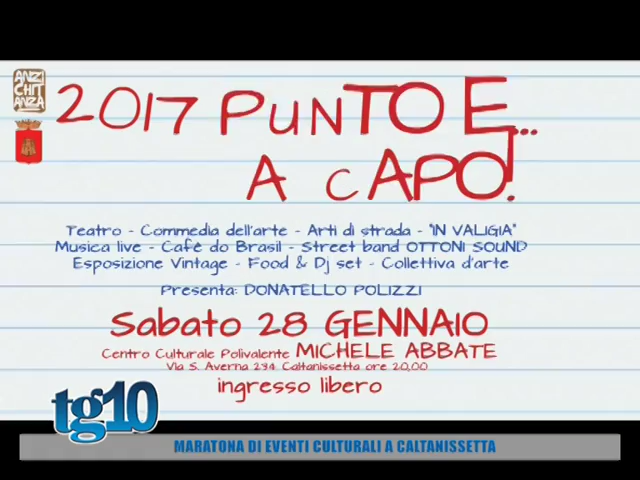 ANZI
CHIT
ANZA
2017 PUNTO E...
A CAPO!
Teatro - Commedia dell'arte - Arti di strada - "IN VALIGIA"
Musica live - Cafè do Brasil - Street band OTTONI SOUND
Esposizione Vintage - Food & Dj set - Collettiva d'arte
Presenta: DONATELLO POLIZZI
Sabato 28 GENNAIO
Centro Culturale Polivalente MICHELE ABBATE
Via S. Averna 234 Caltanissetta ore 20,00
ingresso libero
tg10
MARATONA DI EVENTI CULTURALI A CALTANISSETTA